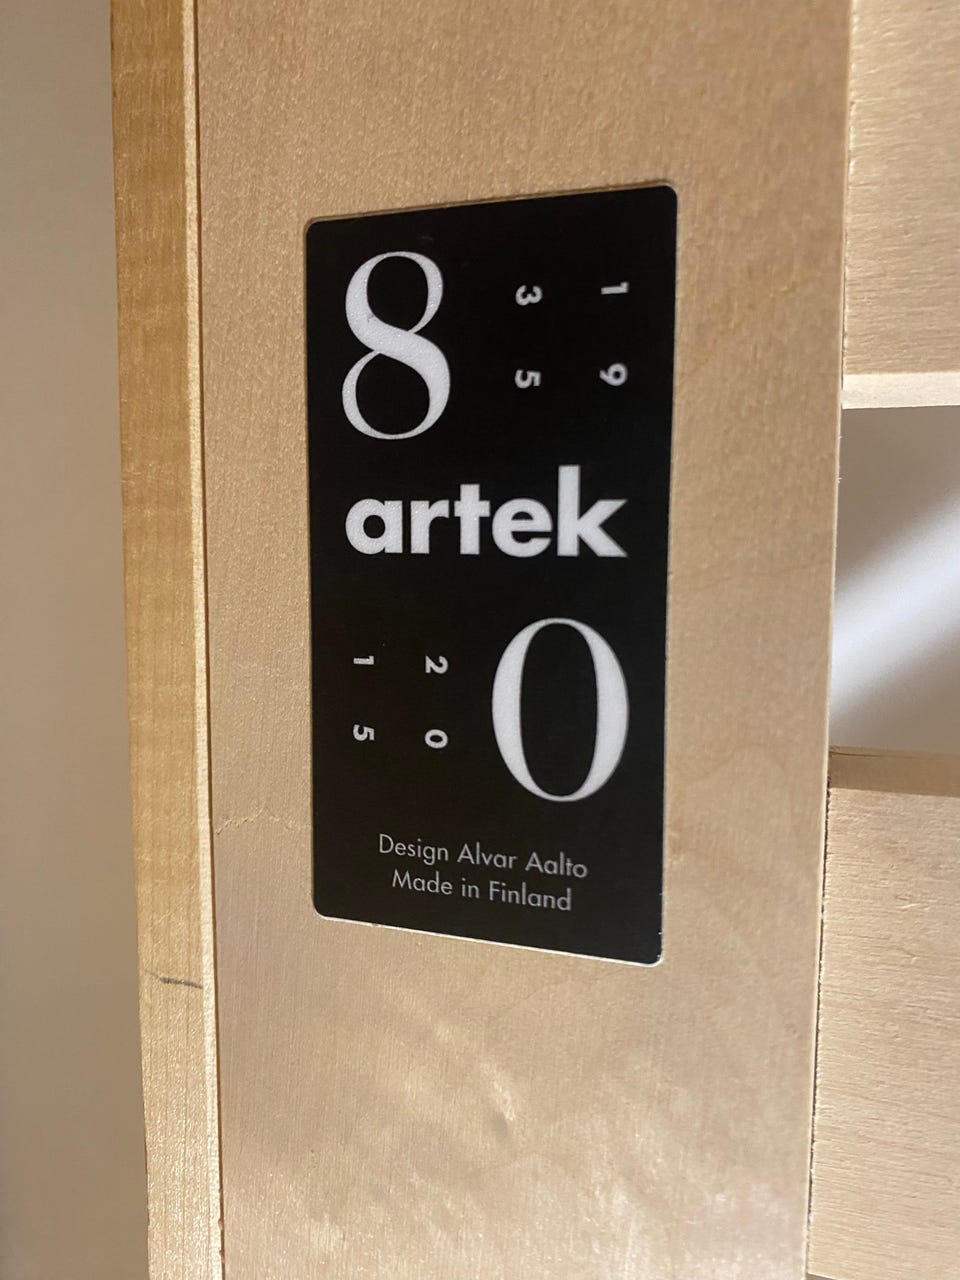 8
1 9
3 5
artek
2 0
1 5
0
Design Alvar Aalto
Made in Finland